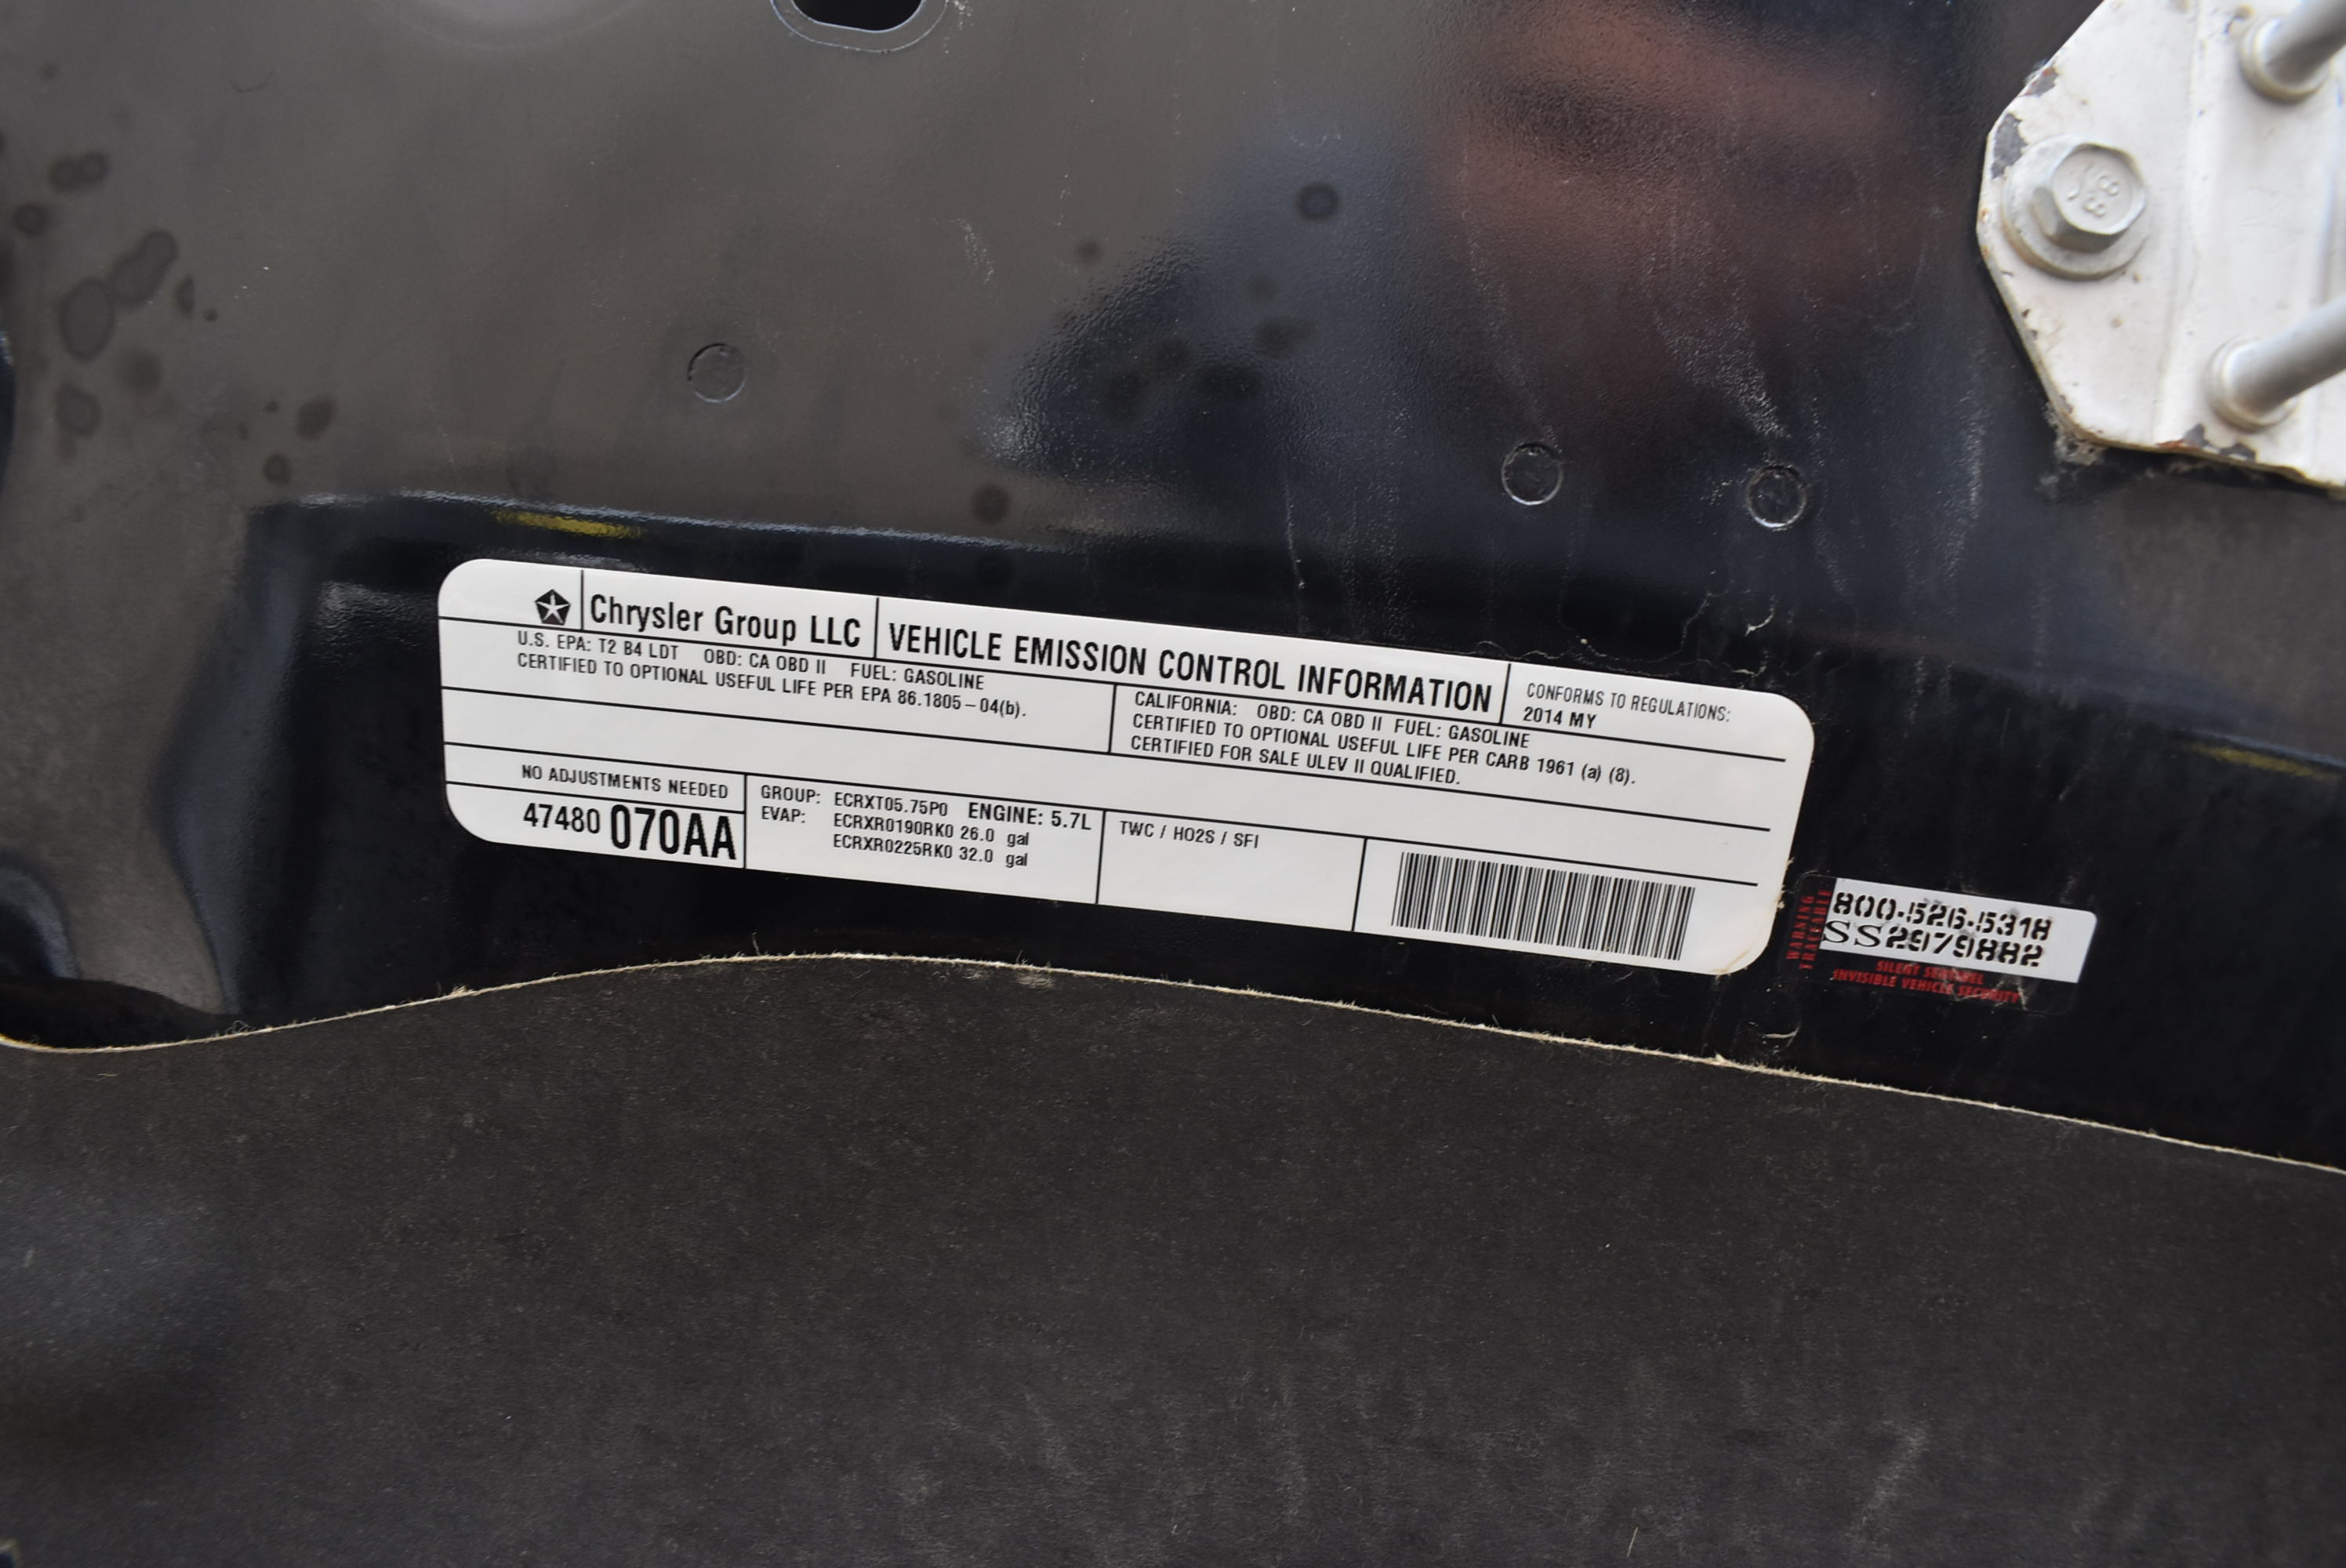 Chrysler Group LLC
VEHICLE EMISSION CONTROL INFORMATION
CONFORMS TO REGULATIONS:
2014 MY
U.S. EPA: T2 B4 LDT OBD: CA OBD II FUEL: GASOLINE
CERTIFIED TO OPTIONAL USEFUL LIFE PER EPA 86.1805-04(b).
CALIFORNIA: OBD: CA OBD II FUEL: GASOLINE
CERTIFIED TO OPTIONAL USEFUL LIFE PER CARB 1961 (a) (8).
CERTIFIED FOR SALE ULEV II QUALIFIED.
NO ADJUSTMENTS NEEDED
47480 070AA
GROUP: ECRXT05.75P0 ENGINE: 5.7L
EVAP: ECRXR0190RK0 26.0 gal
ECRXR0225RK0 32.0 gal
TWC / HO2S / SFI
WARNING
TRACEABLE
800-526-5318
SS2979882
SILENT SENTINEL
INVISIBLE VEHICLE SECURITY